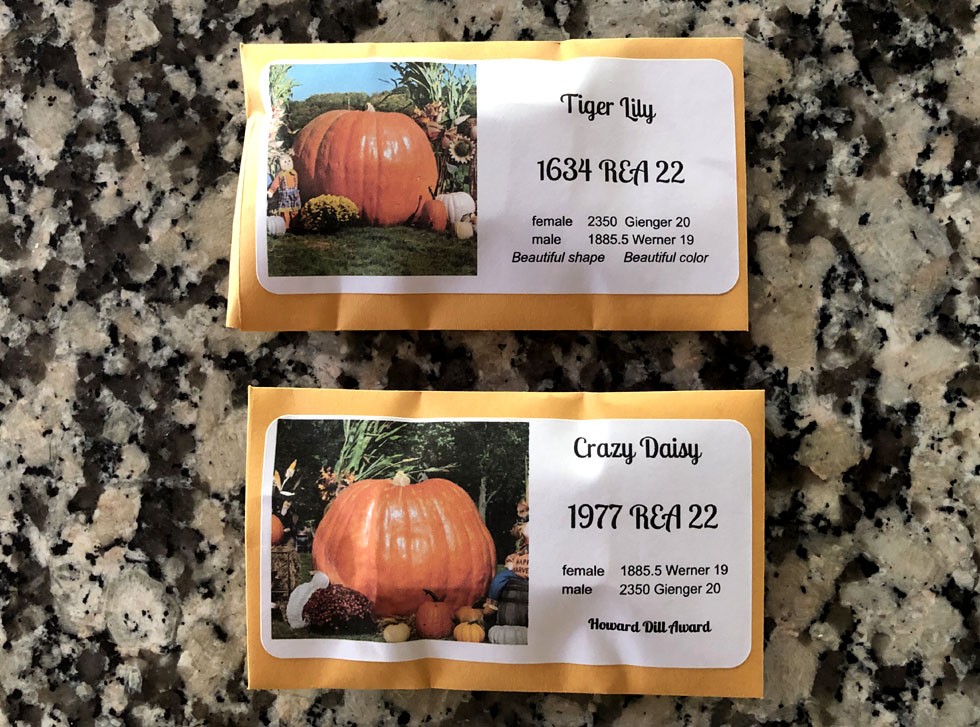 Tiger Lily
1634 REA 22
female 2350 Gienger 20
male 1885.5 Werner 19
Beautiful shape Beautiful color
Crazy Daisy
1977 REA 22
female 1885.5 Werner 19
male 2350 Gienger 20
Howard Dill Award